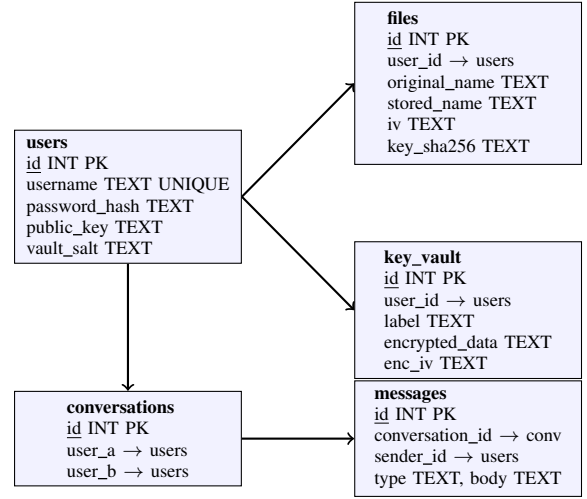 files
id INT PK
user_id → users
original_name TEXT
stored_name TEXT
iv TEXT
key_sha256 TEXT
users
id INT PK
username TEXT UNIQUE
password_hash TEXT
public_key TEXT
vault_salt TEXT
key_vault
id INT PK
user_id → users
label TEXT
encrypted_data TEXT
enc_iv TEXT
conversations
id INT PK
user_a → users
user_b → users
messages
id INT PK
conversation_id → conv
sender_id → users
type TEXT, body TEXT